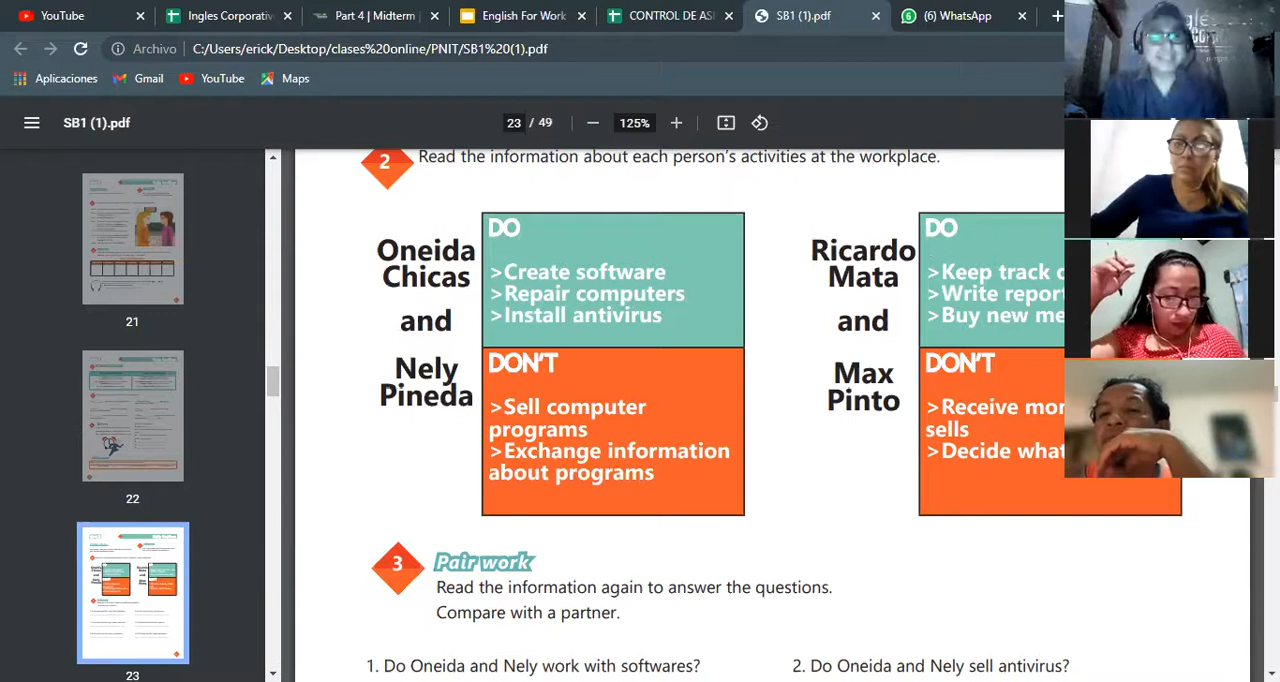 YouTube
Ingles Corporativ
Part 4 | Midterm
English For Work
CONTROL DE ASI
SB1 (1).pdf
(6) WhatsApp
Archivo C:/Users/erick/Desktop/clases%20online/PNIT/SB1%20(1).pdf
Aplicaciones Gmail YouTube Maps
SB1 (1).pdf 23 / 49 125%
21
22
23
2 Read the information about each person's activities at the workplace.
Oneida
Chicas
and
Nely
Pineda
DO
>Create software
>Repair computers
>Install antivirus
DON'T
>Sell computer
programs
>Exchange information
about programs
Ricardo
Mata
and
Max
Pinto
DO
>Keep track
>Write repor
>Buy new me
DON'T
>Receive mor
sells
>Decide what
3 Pair work
Read the information again to answer the questions.
Compare with a partner.
1. Do Oneida and Nely work with softwares?
2. Do Oneida and Nely sell antivirus?